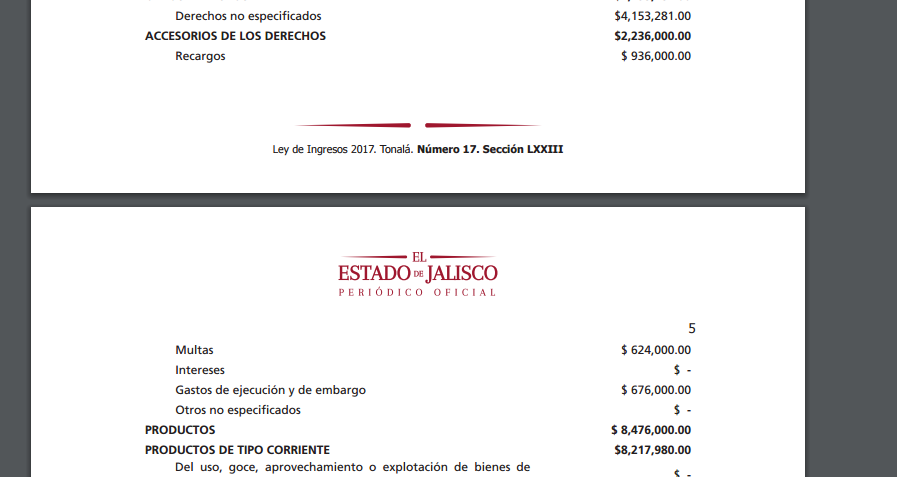 Derechos no especificados $4,153,281.00
ACCESORIOS DE LOS DERECHOS $2,236,000.00
Recargos $ 936,000.00
Ley de Ingresos 2017. Tonalá. Número 17. Sección LXXIII
EL
ESTADO DE JALISCO
PERIÓDICO OFICIAL
5
Multas $ 624,000.00
Intereses $ -
Gastos de ejecución y de embargo $ 676,000.00
Otros no especificados $ -
PRODUCTOS $ 8,476,000.00
PRODUCTOS DE TIPO CORRIENTE $8,217,980.00
Del uso, goce, aprovechamiento o explotación de bienes de $ -